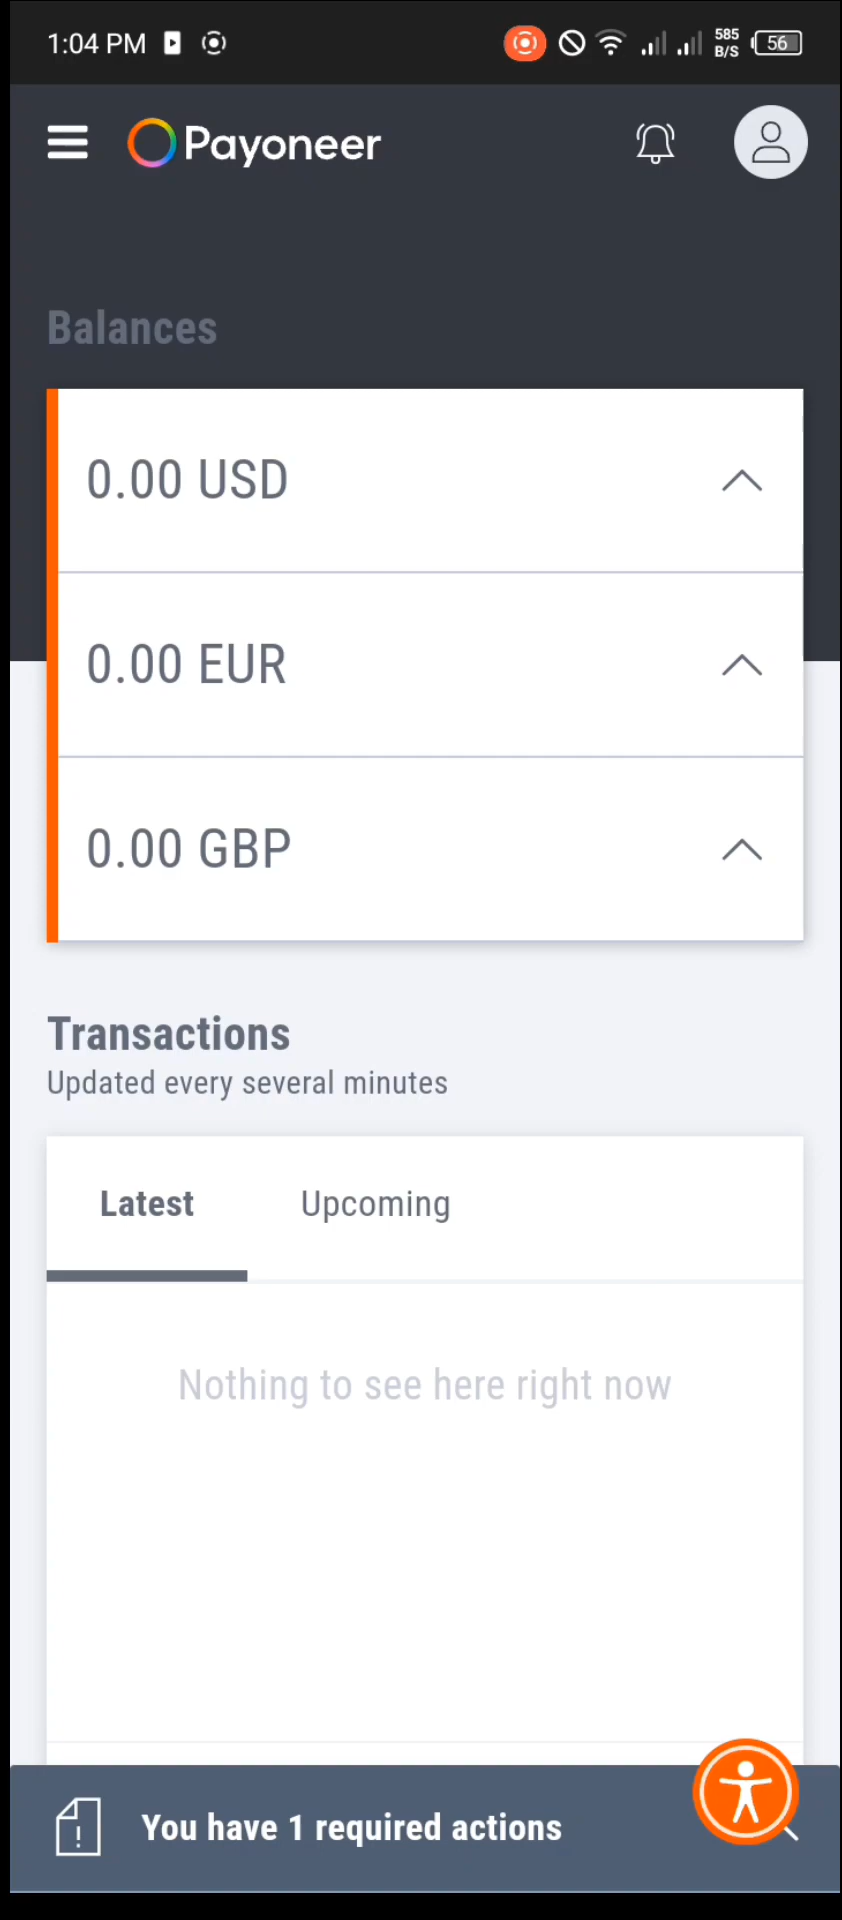 1:04 PM
585
B/S
56
Payoneer
Balances
0.00 USD
0.00 EUR
0.00 GBP
Transactions
Updated every several minutes
Latest
Upcoming
Nothing to see here right now
You have 1 required actions